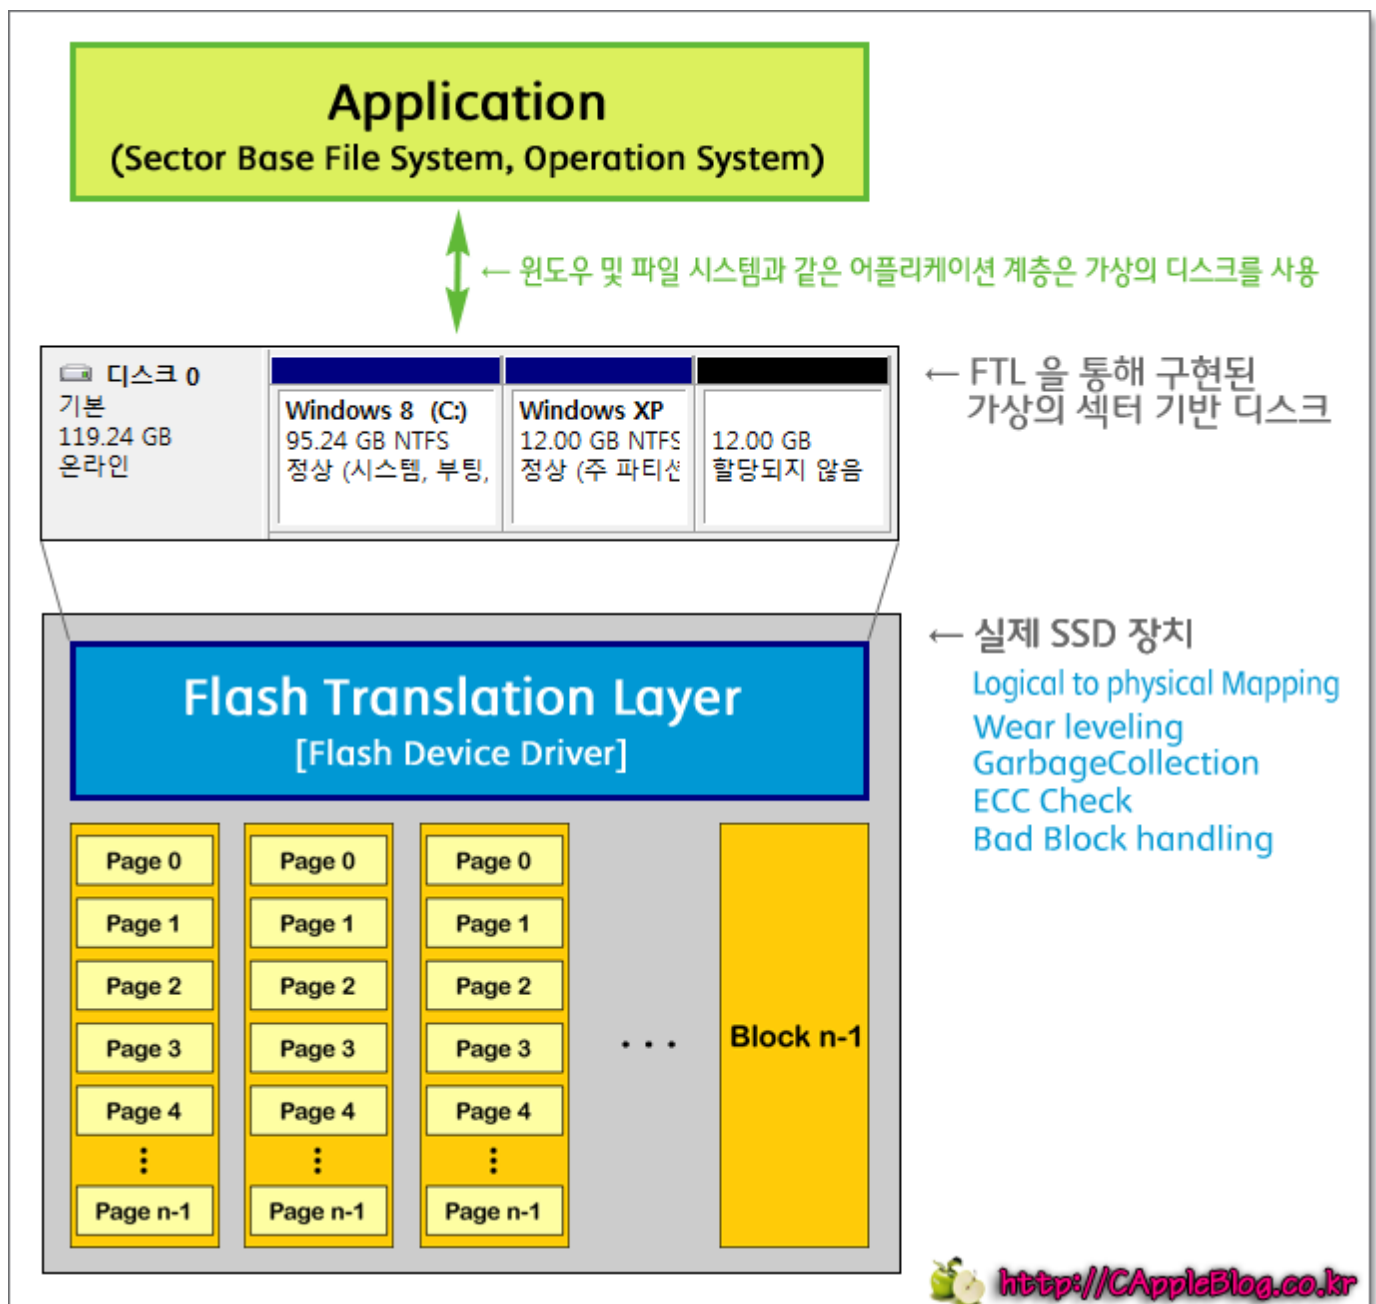 Application
(Sector Base File System, Operation System)
← 윈도우 및 파일 시스템과 같은 어플리케이션 계층은 가상의 디스크를 사용
디스크 0
기본
119.24 GB
온라인
Windows 8 (C:)
95.24 GB NTFS
정상 (시스템, 부팅,
Windows XP
12.00 GB NTFS
정상 (주 파티션
12.00 GB
할당되지 않음
← FTL 을 통해 구현된
가상의 섹터 기반 디스크
← 실제 SSD 장치
Logical to physical Mapping
Wear leveling
GarbageCollection
ECC Check
Bad Block handling
Flash Translation Layer
[Flash Device Driver]
Page 0
Page 1
Page 2
Page 3
Page 4
⋮
Page n-1
Page 0
Page 1
Page 2
Page 3
Page 4
⋮
Page n-1
Page 0
Page 1
Page 2
Page 3
Page 4
⋮
Page n-1
. . .
Block n-1
http://CAppleBlog.co.kr